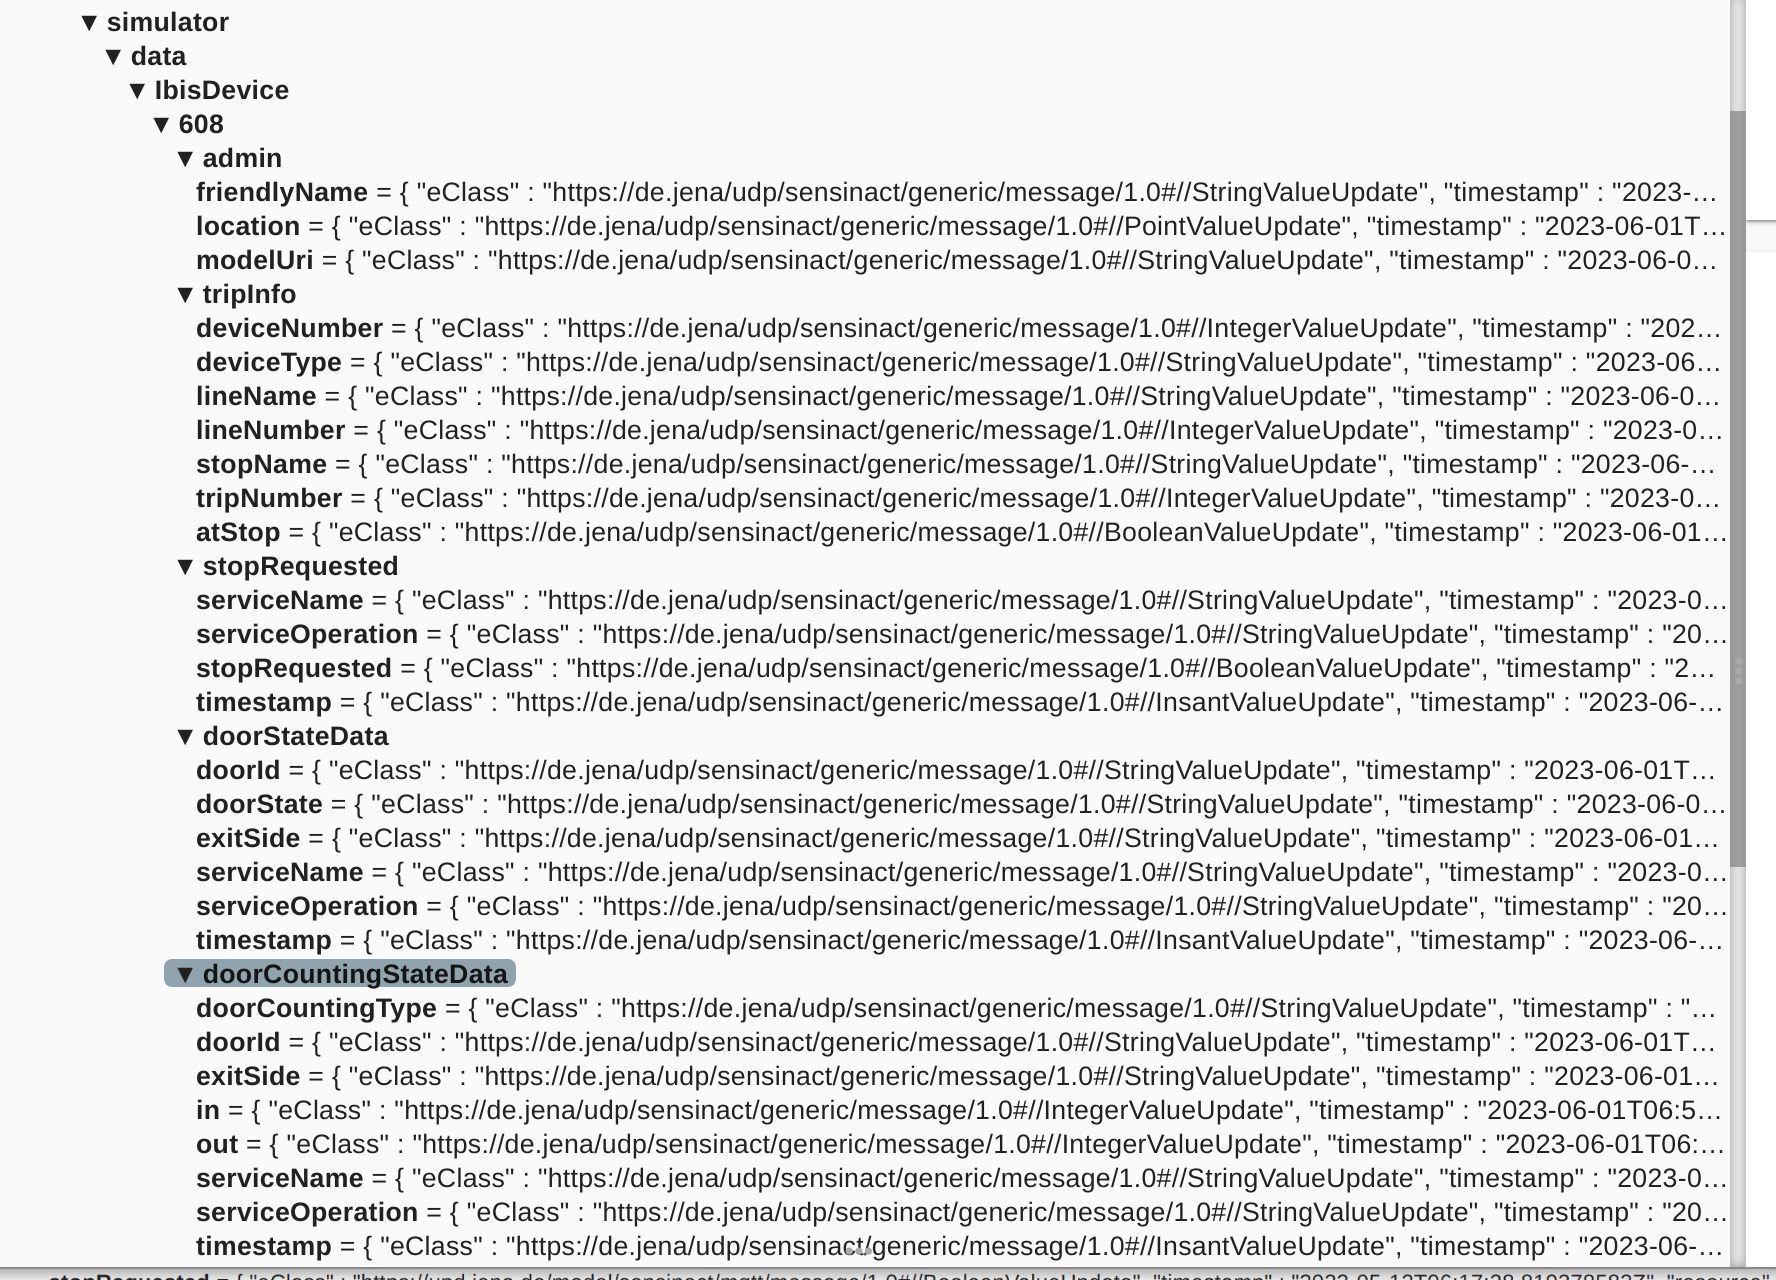 ▼ simulator
▼ data
▼ IbisDevice
▼ 608
▼ admin
friendlyName = { "eClass" : "https://de.jena/udp/sensinact/generic/message/1.0#//StringValueUpdate", "timestamp" : "2023-…
location = { "eClass" : "https://de.jena/udp/sensinact/generic/message/1.0#//PointValueUpdate", "timestamp" : "2023-06-01T…
modelUri = { "eClass" : "https://de.jena/udp/sensinact/generic/message/1.0#//StringValueUpdate", "timestamp" : "2023-06-0…
▼ tripInfo
deviceNumber = { "eClass" : "https://de.jena/udp/sensinact/generic/message/1.0#//IntegerValueUpdate", "timestamp" : "202…
deviceType = { "eClass" : "https://de.jena/udp/sensinact/generic/message/1.0#//StringValueUpdate", "timestamp" : "2023-06…
lineName = { "eClass" : "https://de.jena/udp/sensinact/generic/message/1.0#//StringValueUpdate", "timestamp" : "2023-06-0…
lineNumber = { "eClass" : "https://de.jena/udp/sensinact/generic/message/1.0#//IntegerValueUpdate", "timestamp" : "2023-0…
stopName = { "eClass" : "https://de.jena/udp/sensinact/generic/message/1.0#//StringValueUpdate", "timestamp" : "2023-06-…
tripNumber = { "eClass" : "https://de.jena/udp/sensinact/generic/message/1.0#//IntegerValueUpdate", "timestamp" : "2023-0…
atStop = { "eClass" : "https://de.jena/udp/sensinact/generic/message/1.0#//BooleanValueUpdate", "timestamp" : "2023-06-01…
▼ stopRequested
serviceName = { "eClass" : "https://de.jena/udp/sensinact/generic/message/1.0#//StringValueUpdate", "timestamp" : "2023-0…
serviceOperation = { "eClass" : "https://de.jena/udp/sensinact/generic/message/1.0#//StringValueUpdate", "timestamp" : "20…
stopRequested = { "eClass" : "https://de.jena/udp/sensinact/generic/message/1.0#//BooleanValueUpdate", "timestamp" : "2…
timestamp = { "eClass" : "https://de.jena/udp/sensinact/generic/message/1.0#//InsantValueUpdate", "timestamp" : "2023-06-…
▼ doorStateData
doorId = { "eClass" : "https://de.jena/udp/sensinact/generic/message/1.0#//StringValueUpdate", "timestamp" : "2023-06-01T…
doorState = { "eClass" : "https://de.jena/udp/sensinact/generic/message/1.0#//StringValueUpdate", "timestamp" : "2023-06-0…
exitSide = { "eClass" : "https://de.jena/udp/sensinact/generic/message/1.0#//StringValueUpdate", "timestamp" : "2023-06-01…
serviceName = { "eClass" : "https://de.jena/udp/sensinact/generic/message/1.0#//StringValueUpdate", "timestamp" : "2023-0…
serviceOperation = { "eClass" : "https://de.jena/udp/sensinact/generic/message/1.0#//StringValueUpdate", "timestamp" : "20…
timestamp = { "eClass" : "https://de.jena/udp/sensinact/generic/message/1.0#//InsantValueUpdate", "timestamp" : "2023-06-…
▼ doorCountingStateData
doorCountingType = { "eClass" : "https://de.jena/udp/sensinact/generic/message/1.0#//StringValueUpdate", "timestamp" : "…
doorId = { "eClass" : "https://de.jena/udp/sensinact/generic/message/1.0#//StringValueUpdate", "timestamp" : "2023-06-01T…
exitSide = { "eClass" : "https://de.jena/udp/sensinact/generic/message/1.0#//StringValueUpdate", "timestamp" : "2023-06-01…
in = { "eClass" : "https://de.jena/udp/sensinact/generic/message/1.0#//IntegerValueUpdate", "timestamp" : "2023-06-01T06:5…
out = { "eClass" : "https://de.jena/udp/sensinact/generic/message/1.0#//IntegerValueUpdate", "timestamp" : "2023-06-01T06:…
serviceName = { "eClass" : "https://de.jena/udp/sensinact/generic/message/1.0#//StringValueUpdate", "timestamp" : "2023-0…
serviceOperation = { "eClass" : "https://de.jena/udp/sensinact/generic/message/1.0#//StringValueUpdate", "timestamp" : "20…
timestamp = { "eClass" : "https://de.jena/udp/sensinact/generic/message/1.0#//InsantValueUpdate", "timestamp" : "2023-06-…
stopRequested = { "eClass" :